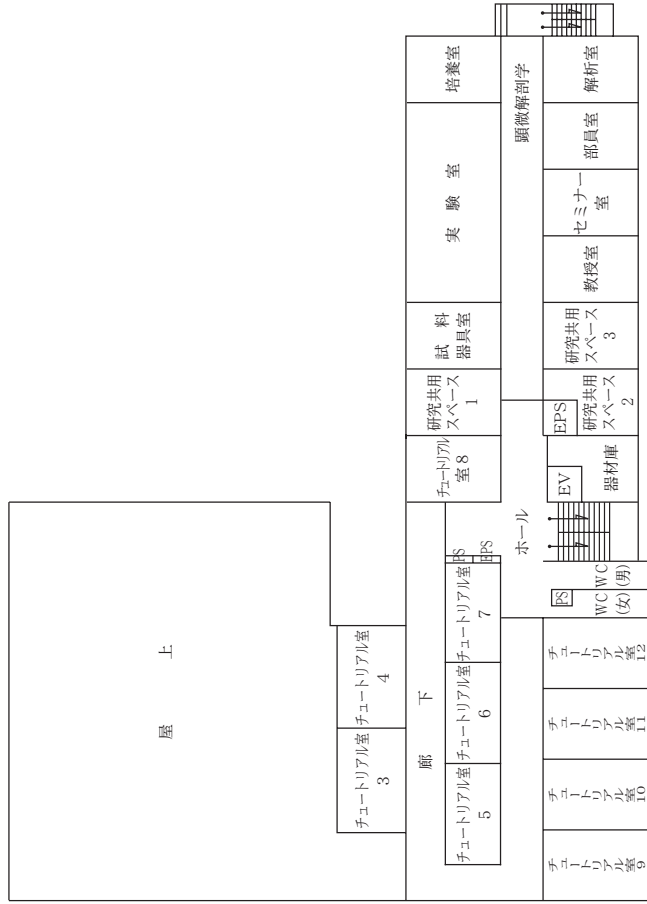 屋上
チュートリアル室
3
チュートリアル室
4
廊下
チュートリアル室
5
チュートリアル室
6
チュートリアル室
7
PS
EPS
ホール
チュートリアル
室8
研究共用
スペース
1
試料
器具室
実験室
培養室
顕微解剖学
チュートリアル室
9
チュートリアル室
10
チュートリアル室
11
チュートリアル室
12
PS
WC
(女)
WC
(男)
EV
器材庫
EPS
研究共用
スペース
2
研究共用
スペース
3
教授室
セミナー
室
部員室
解析室